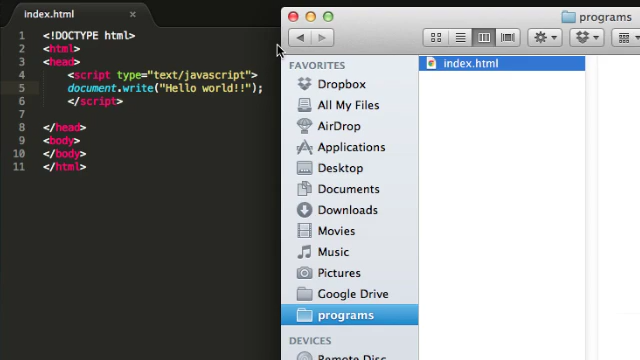 index.html
1 <!DOCTYPE html>
2 <html>
3 <head>
4 <script type="text/javascript">
5 document.write("Hello world!!");
6 </script>
7
8 </head>
9 <body>
10 </body>
11 </html>
programs
FAVORITES
Dropbox
All My Files
AirDrop
Applications
Desktop
Documents
Downloads
Movies
Music
Pictures
Google Drive
programs
DEVICES
Remote Disc
index.html